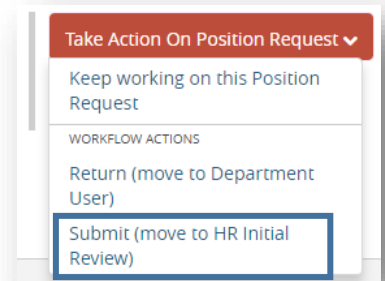 Take Action On Position Request
Keep working on this Position
Request
WORKFLOW ACTIONS
Return (move to Department
User)
Submit (move to HR Initial
Review)